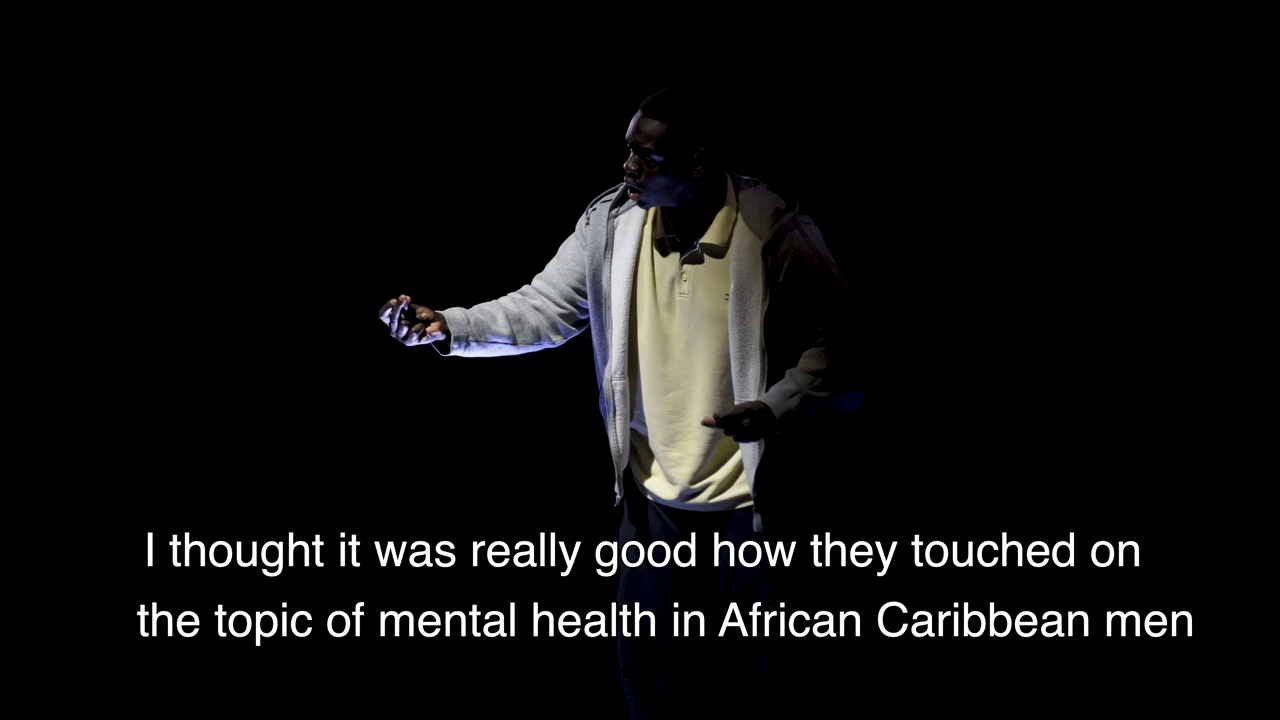 I thought it was really good how they touched on
the topic of mental health in African Caribbean men